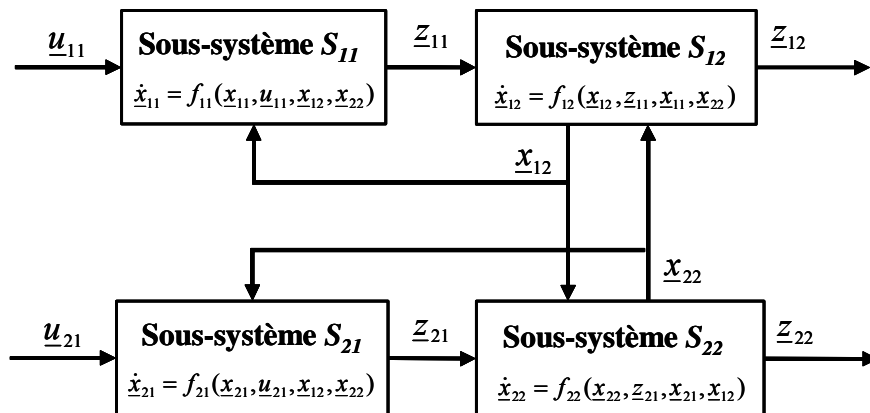 u₁₁
Sous-système S₁₁
ẋ₁₁ = f₁₁(x₁₁,u₁₁,x₁₂,x₂₂)
z₁₁
Sous-système S₁₂
ẋ₁₂ = f₁₂(x₁₂,z₁₁,x₁₁,x₂₂)
z₁₂
x₁₂
x₂₂
u₂₁
Sous-système S₂₁
ẋ₂₁ = f₂₁(x₂₁,u₂₁,x₁₂,x₂₂)
z₂₁
Sous-système S₂₂
ẋ₂₂ = f₂₂(x₂₂,z₂₁,x₂₁,x₁₂)
z₂₂